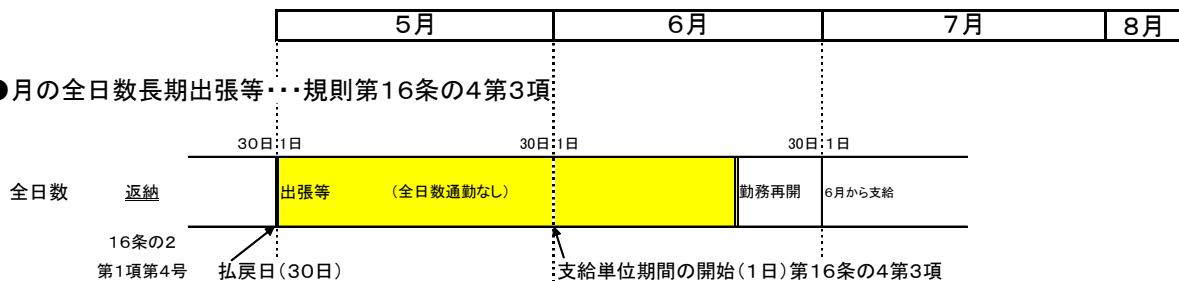 5月 6月 7月 8月
●月の全日数長期出張等・・・規則第16条の4第3項
30日 1日 30日 1日 30日 1日
全日数 返納 出張等 (全日数通勤なし) 勤務再開 6月から支給
16条の2
第1項第4号 払戻日(30日) 支給単位期間の開始(1日)第16条の4第3項